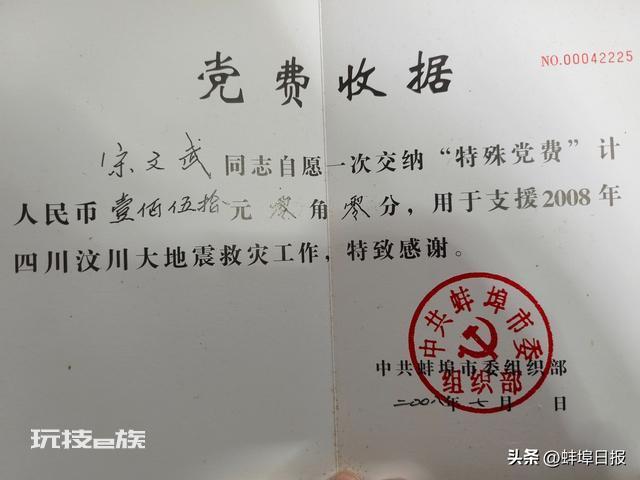 党费收据
NO.00042225
宋文武同志自愿一次交纳“特殊党费”计
人民币壹佰伍拾元零角零分，用于支援2008年
四川汶川大地震救灾工作，特致感谢。
中共蚌埠市委
组织部
中共蚌埠市委组织部
二00八年七月 日
玩技e族
头条@蚌埠日报